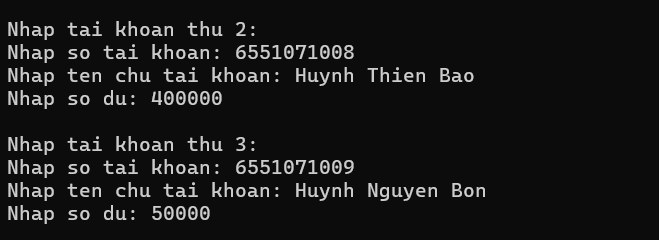 Nhap tai khoan thu 2:
Nhap so tai khoan: 6551071008
Nhap ten chu tai khoan: Huynh Thien Bao
Nhap so du: 400000
Nhap tai khoan thu 3:
Nhap so tai khoan: 6551071009
Nhap ten chu tai khoan: Huynh Nguyen Bon
Nhap so du: 50000